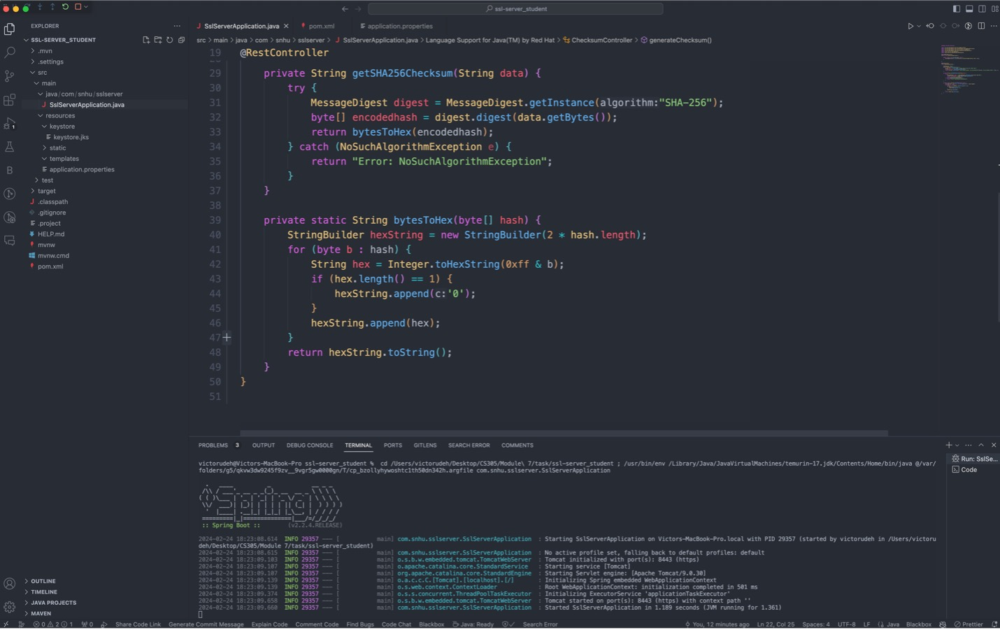 ssl-server_student
EXPLORER
SSL-SERVER_STUDENT
.mvn
.settings
src
main
java/com/snhu/sslserver
J SslServerApplication.java
resources
keystore
keystore.jks
static
templates
application.properties
test
target
J .classpath
.gitignore
.project
HELP.md
mvnw
mvnw.cmd
pom.xml
OUTLINE
TIMELINE
JAVA PROJECTS
MAVEN
J SslServerApplication.java × pom.xml application.properties
src > main > java > com > snhu > sslserver > J SslServerApplication.java > Language Support for Java(TM) by Red Hat > ChecksumController > generateChecksum()
19 @RestController
28
29 private String getSHA256Checksum(String data) {
30 try {
31 MessageDigest digest = MessageDigest.getInstance(algorithm:"SHA-256");
32 byte[] encodedhash = digest.digest(data.getBytes());
33 return bytesToHex(encodedhash);
34 } catch (NoSuchAlgorithmException e) {
35 return "Error: NoSuchAlgorithmException";
36 }
37 }
38
39 private static String bytesToHex(byte[] hash) {
40 StringBuilder hexString = new StringBuilder(2 * hash.length);
41 for (byte b : hash) {
42 String hex = Integer.toHexString(0xff & b);
43 if (hex.length() == 1) {
44 hexString.append(c:'0');
45 }
46 hexString.append(hex);
47 }
48 return hexString.toString();
49 }
50 }
51
PROBLEMS 3 OUTPUT DEBUG CONSOLE TERMINAL PORTS GITLENS SEARCH ERROR COMMENTS
victorudeh@Victors-MacBook-Pro ssl-server_student % cd /Users/victorudeh/Desktop/CS305/Module\ 7/task/ssl-server_student ; /usr/bin/env /Library/Java/JavaVirtualMachines/temurin-17.jdk/Contents/Home/bin/java @/var/
folders/g5/qkvw3dw9245f9zv__9vgr5gw0000gn/T/cp_bzollyhywoshtc1th50dn342h.argfile com.snhu.sslserver.SslServerApplication
:: Spring Boot :: (v2.2.4.RELEASE)
2024-02-24 18:23:08.614 INFO 29357 --- [ main] com.snhu.sslserver.SslServerApplication : Starting SslServerApplication on Victors-MacBook-Pro.local with PID 29357 (started by victorudeh in /Users/victoru
deh/Desktop/CS305/Module 7/task/ssl-server_student)
2024-02-24 18:23:08.615 INFO 29357 --- [ main] com.snhu.sslserver.SslServerApplication : No active profile set, falling back to default profiles: default
2024-02-24 18:23:09.103 INFO 29357 --- [ main] o.s.b.w.embedded.tomcat.TomcatWebServer : Tomcat initialized with port(s): 8443 (https)
2024-02-24 18:23:09.107 INFO 29357 --- [ main] o.apache.catalina.core.StandardService : Starting service [Tomcat]
2024-02-24 18:23:09.107 INFO 29357 --- [ main] org.apache.catalina.core.StandardEngine : Starting Servlet engine: [Apache Tomcat/9.0.30]
2024-02-24 18:23:09.139 INFO 29357 --- [ main] o.a.c.c.C.[Tomcat].[localhost].[/] : Initializing Spring embedded WebApplicationContext
2024-02-24 18:23:09.139 INFO 29357 --- [ main] o.s.web.context.ContextLoader : Root WebApplicationContext: initialization completed in 501 ms
2024-02-24 18:23:09.374 INFO 29357 --- [ main] o.s.s.concurrent.ThreadPoolTaskExecutor : Initializing ExecutorService 'applicationTaskExecutor'
2024-02-24 18:23:09.658 INFO 29357 --- [ main] o.s.b.w.embedded.tomcat.TomcatWebServer : Tomcat started on port(s): 8443 (https) with context path ''
2024-02-24 18:23:09.660 INFO 29357 --- [ main] com.snhu.sslserver.SslServerApplication : Started SslServerApplication in 1.189 seconds (JVM running for 1.361)
Run: SslSe...
Code
0 2 1 0 Share Code Link Generate Commit Message Explain Code Comment Code Find Bugs Code Chat Blackbox Java: Ready Search Error You, 12 minutes ago Ln 22, Col 25 Spaces: 4 UTF-8 LF Java Blackbox Prettier